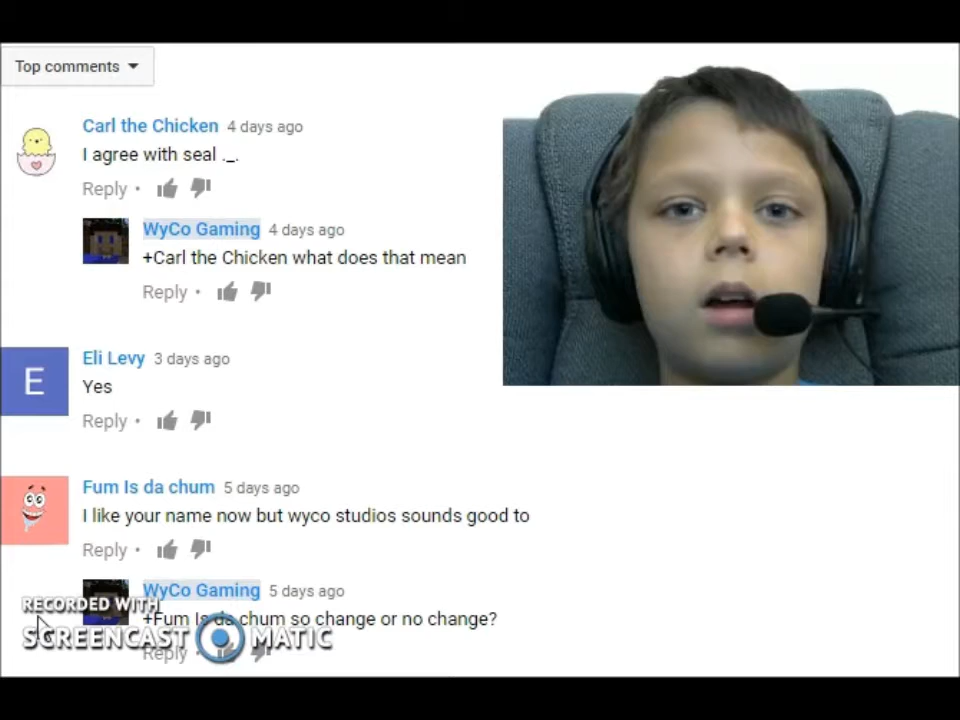 Top comments
Carl the Chicken 4 days ago
I agree with seal ._.
Reply •
WyCo Gaming 4 days ago
+Carl the Chicken what does that mean
Reply •
E
Eli Levy 3 days ago
Yes
Reply •
Fum Is da chum 5 days ago
I like your name now but wyco studios sounds good to
Reply •
WyCo Gaming 5 days ago
+Fum Is da chum so change or no change?
Reply •
RECORDED WITH
SCREENCAST MATIC